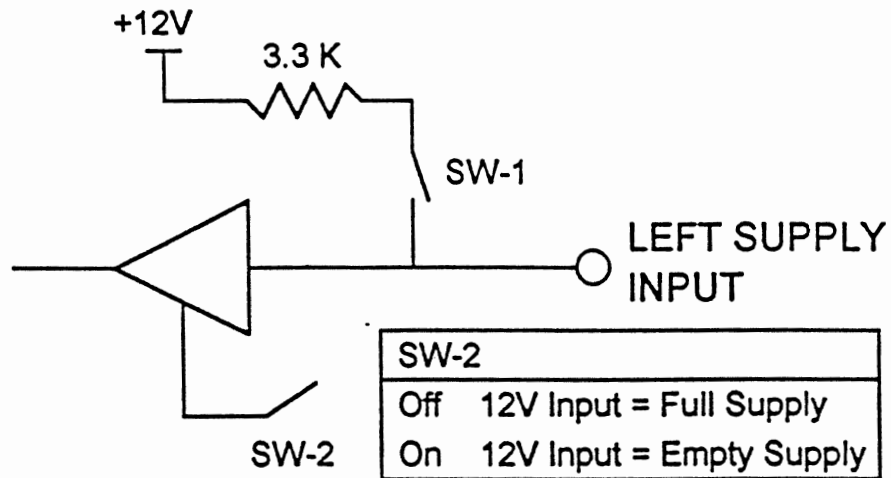 +12V
3.3 K
SW-1
LEFT SUPPLY
INPUT
SW-2
Off 12V Input = Full Supply
On 12V Input = Empty Supply
SW-2